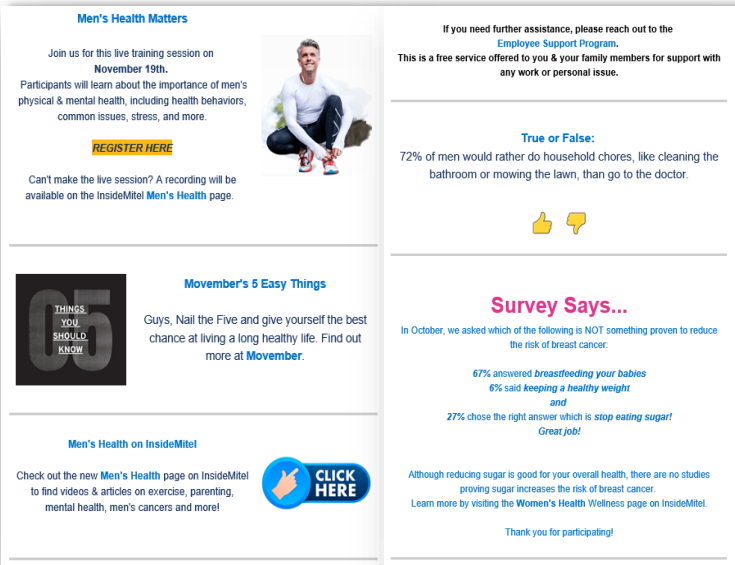 Men's Health Matters
Join us for this live training session on
November 19th.
Participants will learn about the importance of men's
physical & mental health, including health behaviors,
common issues, stress, and more.
REGISTER HERE
Can't make the live session? A recording will be
available on the InsideMitel Men's Health page.
05
THINGS
YOU
SHOULD
KNOW
Movember's 5 Easy Things
Guys, Nail the Five and give yourself the best
chance at living a long healthy life. Find out
more at Movember.
Men's Health on InsideMitel
Check out the new Men's Health page on InsideMitel
to find videos & articles on exercise, parenting,
mental health, men's cancers and more!
CLICK
HERE
If you need further assistance, please reach out to the
Employee Support Program.
This is a free service offered to you & your family members for support with
any work or personal issue.
True or False:
72% of men would rather do household chores, like cleaning the
bathroom or mowing the lawn, than go to the doctor.
Survey Says...
In October, we asked which of the following is NOT something proven to reduce
the risk of breast cancer:
67% answered breastfeeding your babies
6% said keeping a healthy weight
and
27% chose the right answer which is stop eating sugar!
Great job!
Although reducing sugar is good for your overall health, there are no studies
proving sugar increases the risk of breast cancer.
Learn more by visiting the Women's Health Wellness page on InsideMitel.
Thank you for participating!